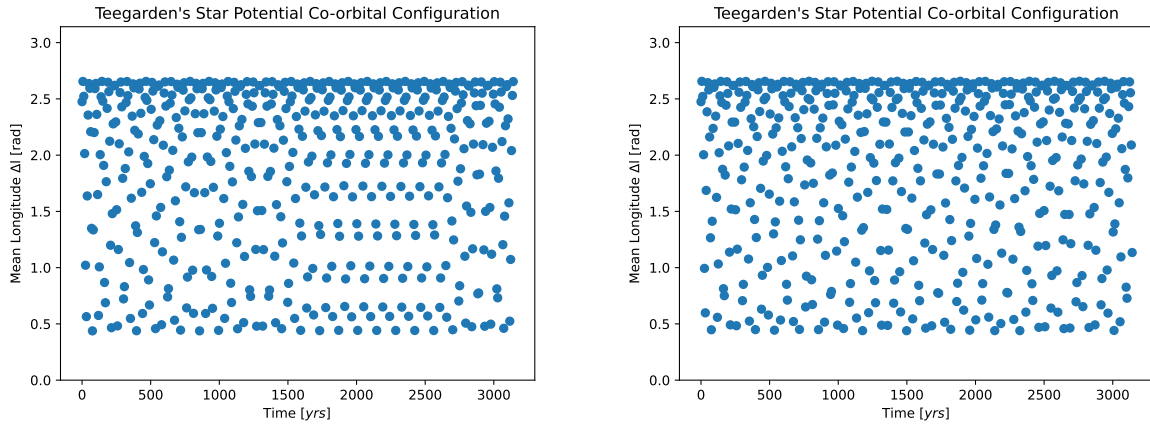 Teegarden's Star Potential Co-orbital Configuration
3.0
2.5
2.0
1.5
1.0
0.5
0.0
Mean Longitude Δl [rad]
0 500 1000 1500 2000 2500 3000
Time [yrs]
Teegarden's Star Potential Co-orbital Configuration
3.0
2.5
2.0
1.5
1.0
0.5
0.0
Mean Longitude Δl [rad]
0 500 1000 1500 2000 2500 3000
Time [yrs]